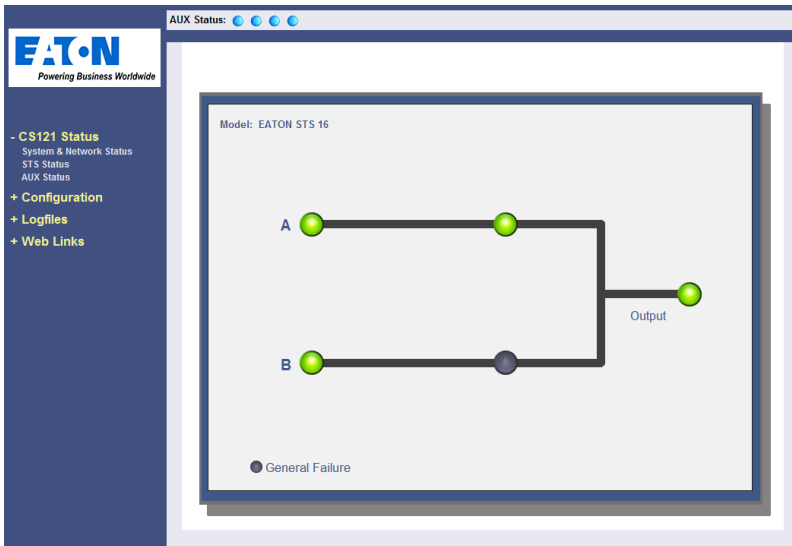 AUX Status:
EATON
Powering Business Worldwide
- CS121 Status
System & Network Status
STS Status
AUX Status
+ Configuration
+ Logfiles
+ Web Links
Model: EATON STS 16
A
Output
B
General Failure